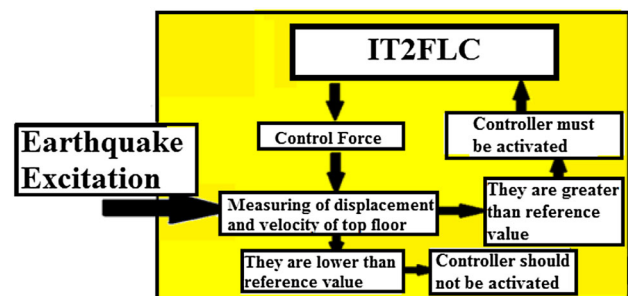 IT2FLC
Control Force
Controller must
be activated
Earthquake
Excitation
Measuring of displacement
and velocity of top floor
They are greater
than reference
value
They are lower than
reference value
Controller should
not be activated